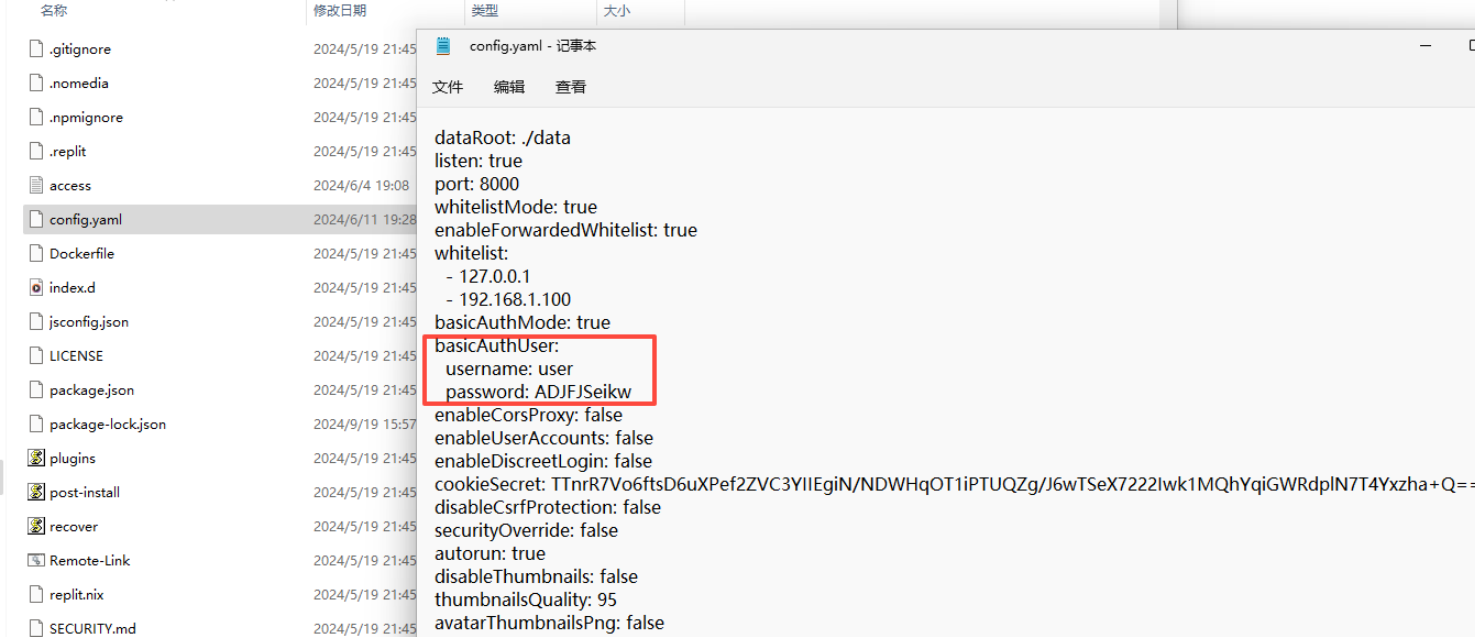 名称 修改日期 类型 大小
.gitignore 2024/5/19 21:45
.nomedia 2024/5/19 21:45
.npmignore 2024/5/19 21:45
.replit 2024/5/19 21:45
access 2024/6/4 19:08
config.yaml 2024/6/11 19:28
Dockerfile 2024/5/19 21:45
index.d 2024/5/19 21:45
jsconfig.json 2024/5/19 21:45
LICENSE 2024/5/19 21:45
package.json 2024/5/19 21:45
package-lock.json 2024/9/19 15:57
plugins 2024/5/19 21:45
post-install 2024/5/19 21:45
recover 2024/5/19 21:45
Remote-Link 2024/5/19 21:45
replit.nix 2024/5/19 21:45
SECURITY.md 2024/5/19 21:45
config.yaml - 记事本
文件 编辑 查看
dataRoot: ./data
listen: true
port: 8000
whitelistMode: true
enableForwardedWhitelist: true
whitelist:
- 127.0.0.1
- 192.168.1.100
basicAuthMode: true
basicAuthUser:
username: user
password: ADJFJSeikw
enableCorsProxy: false
enableUserAccounts: false
enableDiscreetLogin: false
cookieSecret: TTnrR7Vo6ftsD6uXPef2ZVC3YIIEgiN/NDWHqOT1iPTUQZg/J6wTSeX7222Iwk1MQhYqiGWRdplN7T4Yxzha+Q==
disableCsrfProtection: false
securityOverride: false
autorun: true
disableThumbnails: false
thumbnailsQuality: 95
avatarThumbnailsPng: false